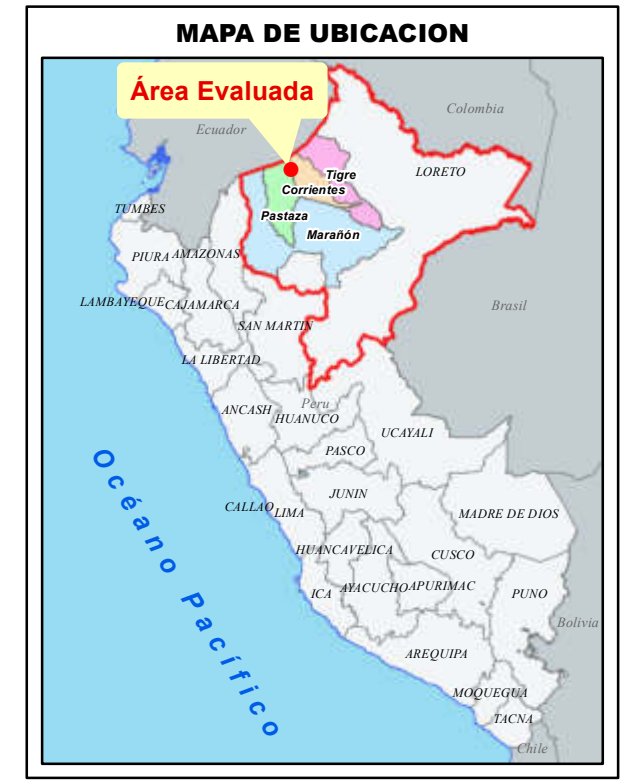 MAPA DE UBICACION
Área Evaluada
Colombia
Ecuador
LORETO
Tigre
Corrientes
Pastaza
Marañón
TUMBES
PIURA
AMAZONAS
LAMBAYEQUE
CAJAMARCA
SAN MARTIN
Brasil
LA LIBERTAD
Peru
ANCASH
HUANUCO
UCAYALI
PASCO
JUNIN
CALLAO
LIMA
MADRE DE DIOS
HUANCAVELICA
CUSCO
ICA
AYACUCHO
APURIMAC
PUNO
Bolivia
AREQUIPA
MOQUEGUA
TACNA
Chile
Océano Pacífico